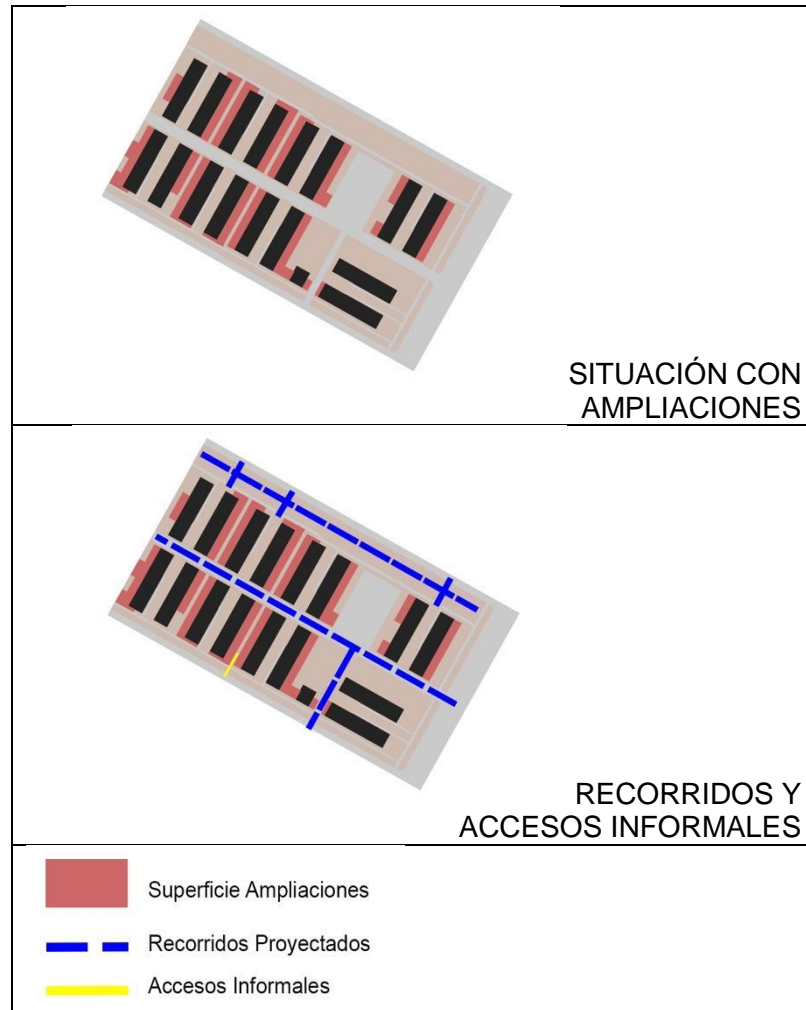 SITUACIÓN CON
AMPLIACIONES
RECORRIDOS Y
ACCESOS INFORMALES
Superficie Ampliaciones
Recorridos Proyectados
Accesos Informales